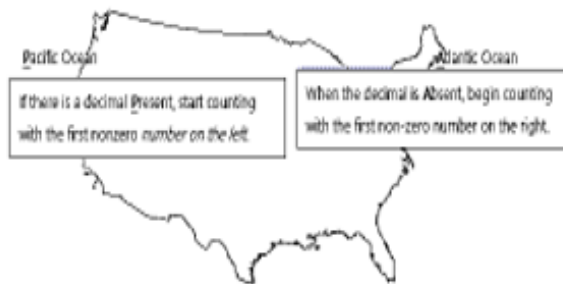 Pacific Ocean
Atlantic Ocean
If there is a decimal Present, start counting
with the first nonzero number on the left.
When the decimal is Absent, begin counting
with the first non-zero number on the right.